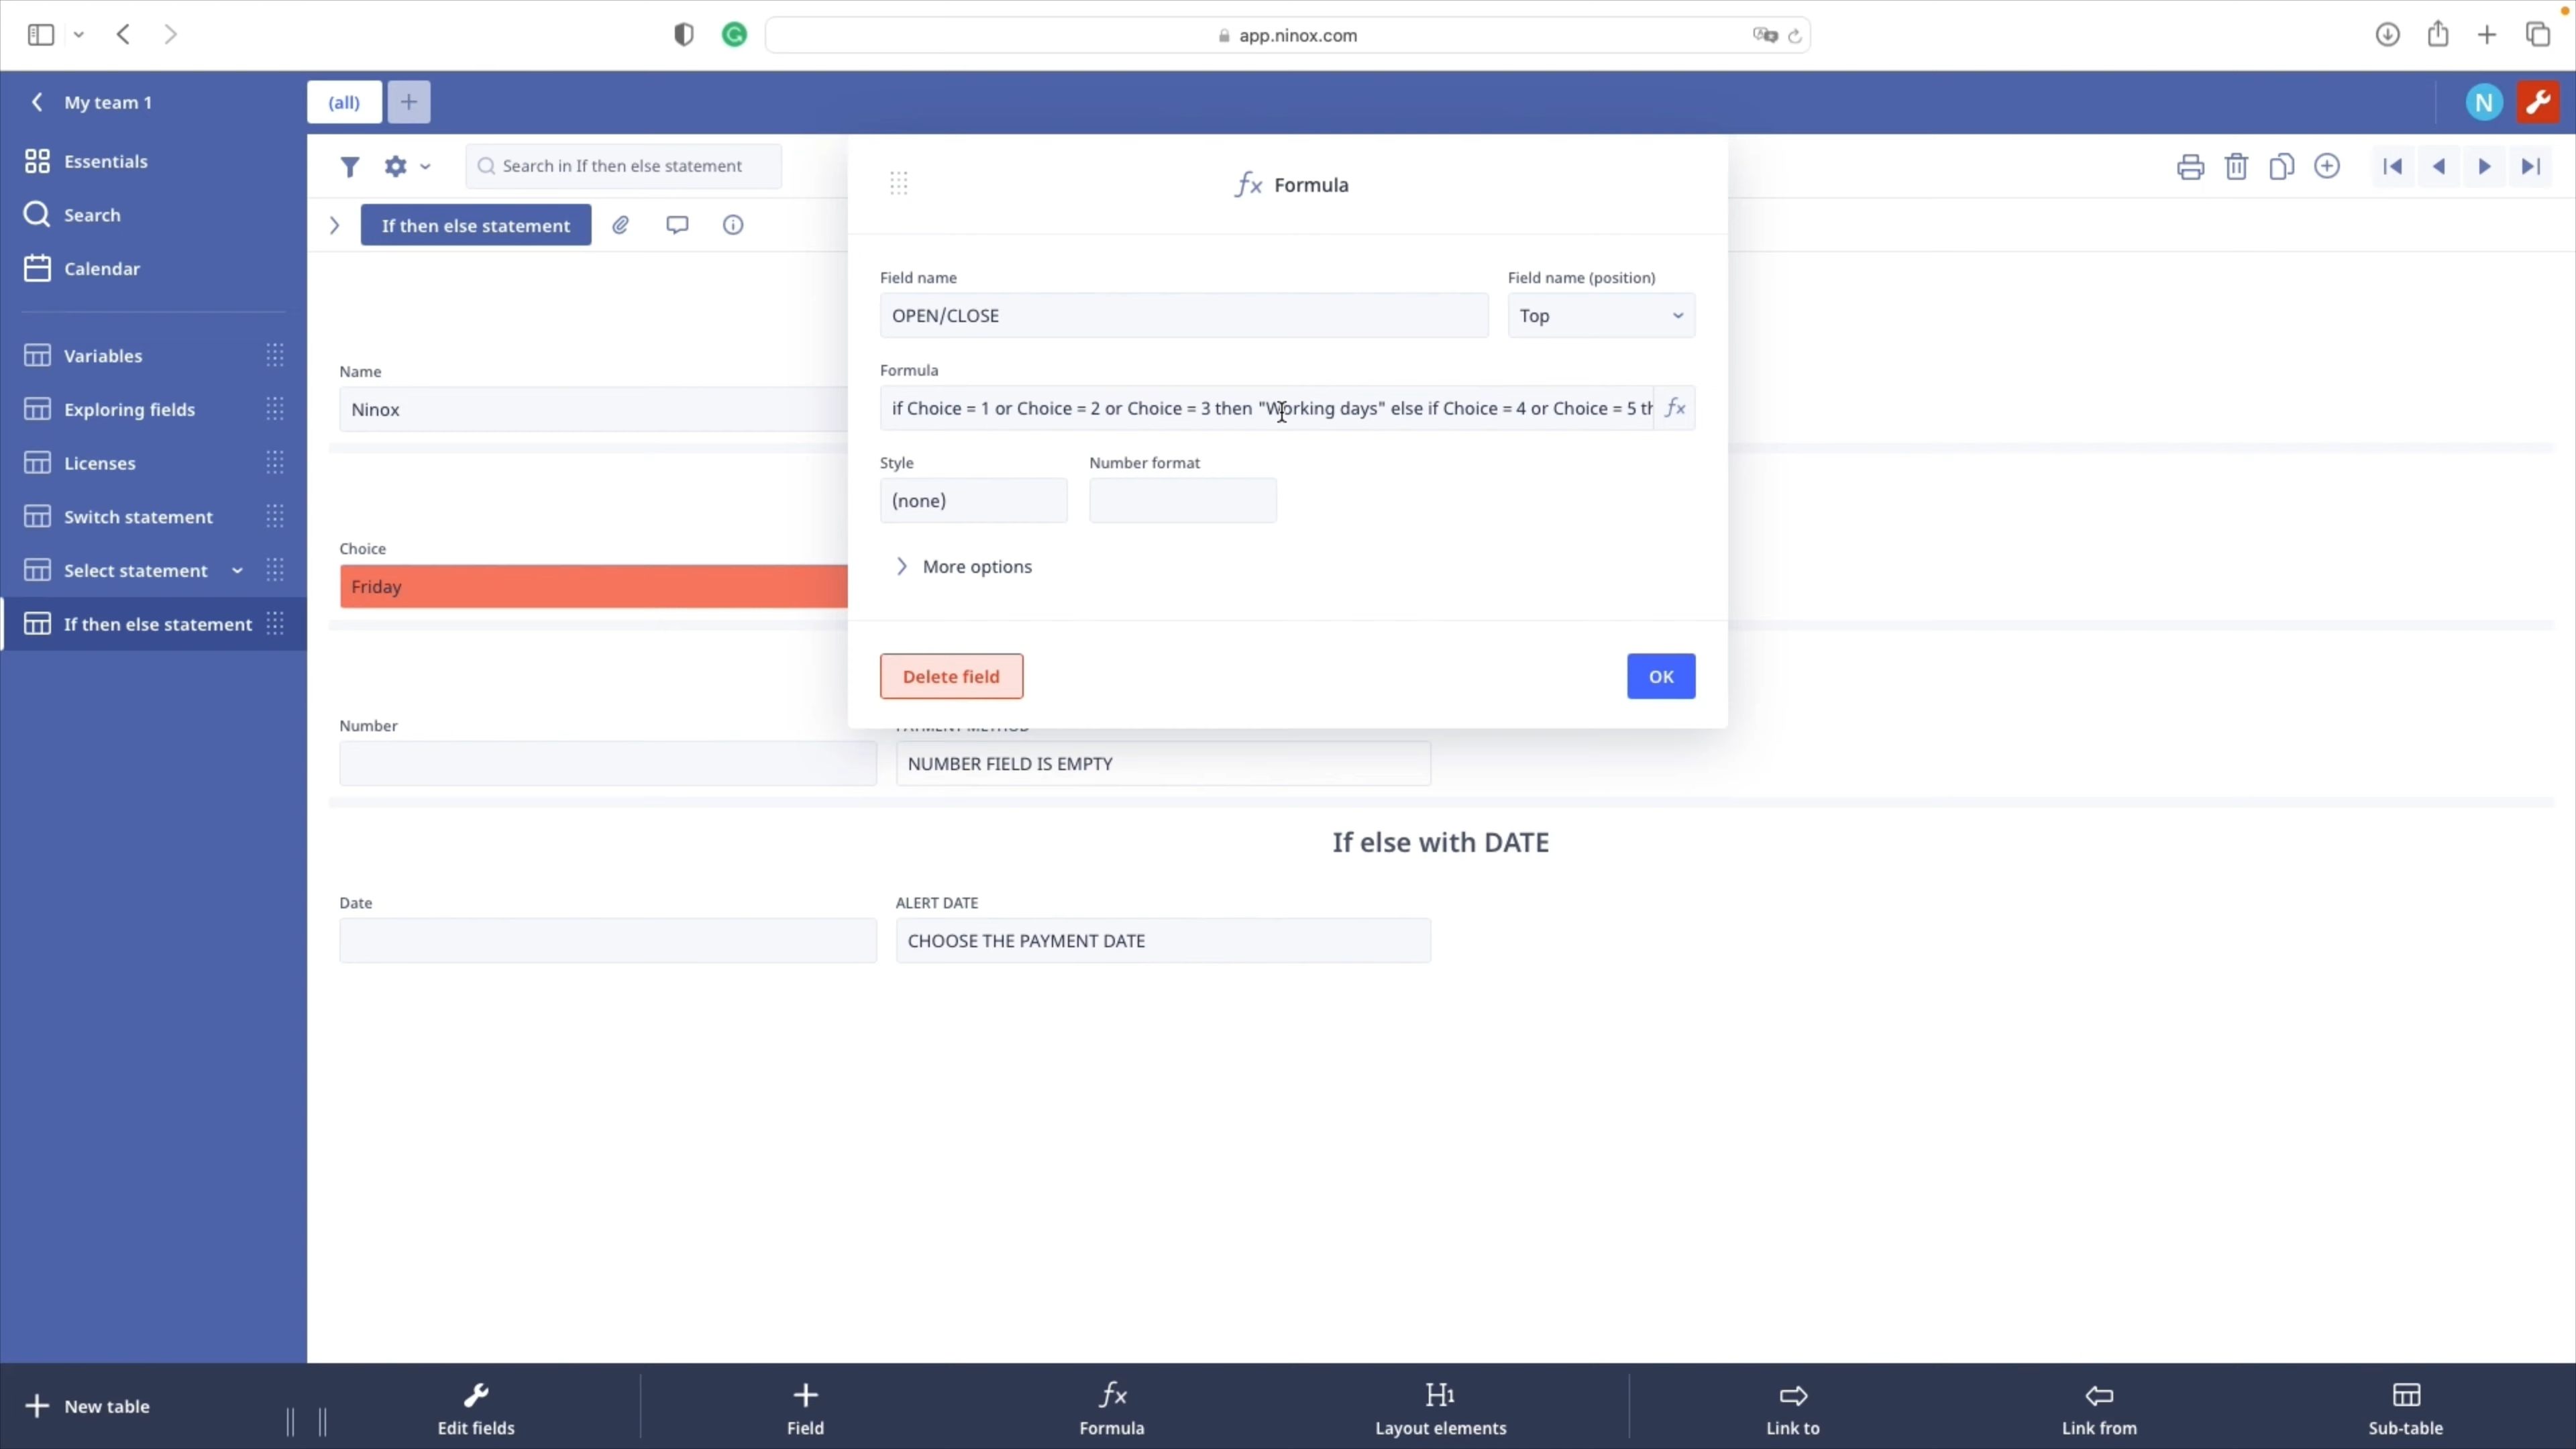 app.ninox.com
My team 1
(all)
N
Essentials
Search
Calendar
Variables
Exploring fields
Licenses
Switch statement
Select statement
If then else statement
Search in If then else statement
If then else statement
Name
Ninox
Choice
Friday
Number
NUMBER FIELD IS EMPTY
If else with DATE
Date
ALERT DATE
CHOOSE THE PAYMENT DATE
fx Formula
Field name
Field name (position)
OPEN/CLOSE
Top
Formula
if Choice = 1 or Choice = 2 or Choice = 3 then "Working days" else if Choice = 4 or Choice = 5 th
fx
Style
Number format
(none)
More options
Delete field
OK
New table
Edit fields
Field
fx
Formula
H1
Layout elements
Link to
Link from
Sub-table